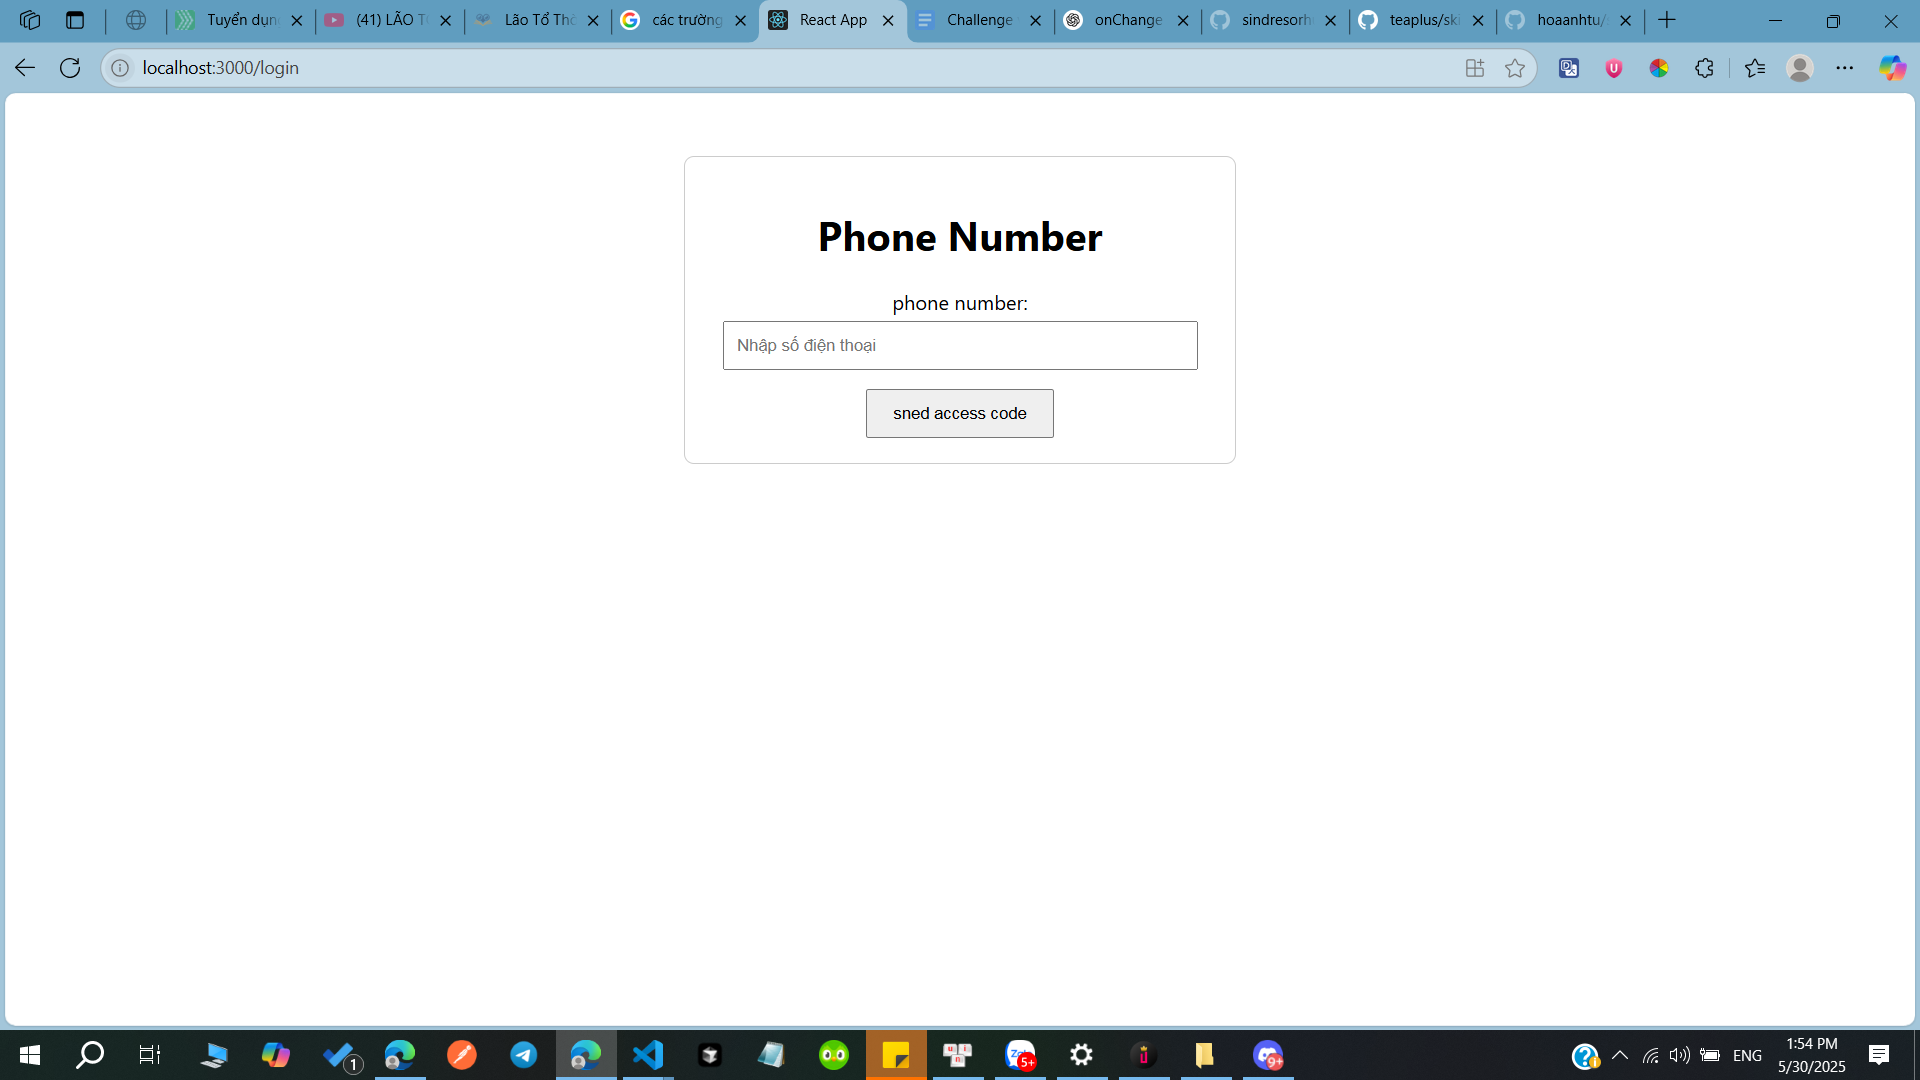 Tuyển dụn
(41) LÃO T
Lão Tổ Thờ
các trường
React App
Challenge
onChange
sindresorh
teaplus/ski
hoaanhtu/
localhost:3000/login
Phone Number
phone number:
Nhập số điện thoại
sned access code
1
5+
9+
ENG
1:54 PM
5/30/2025